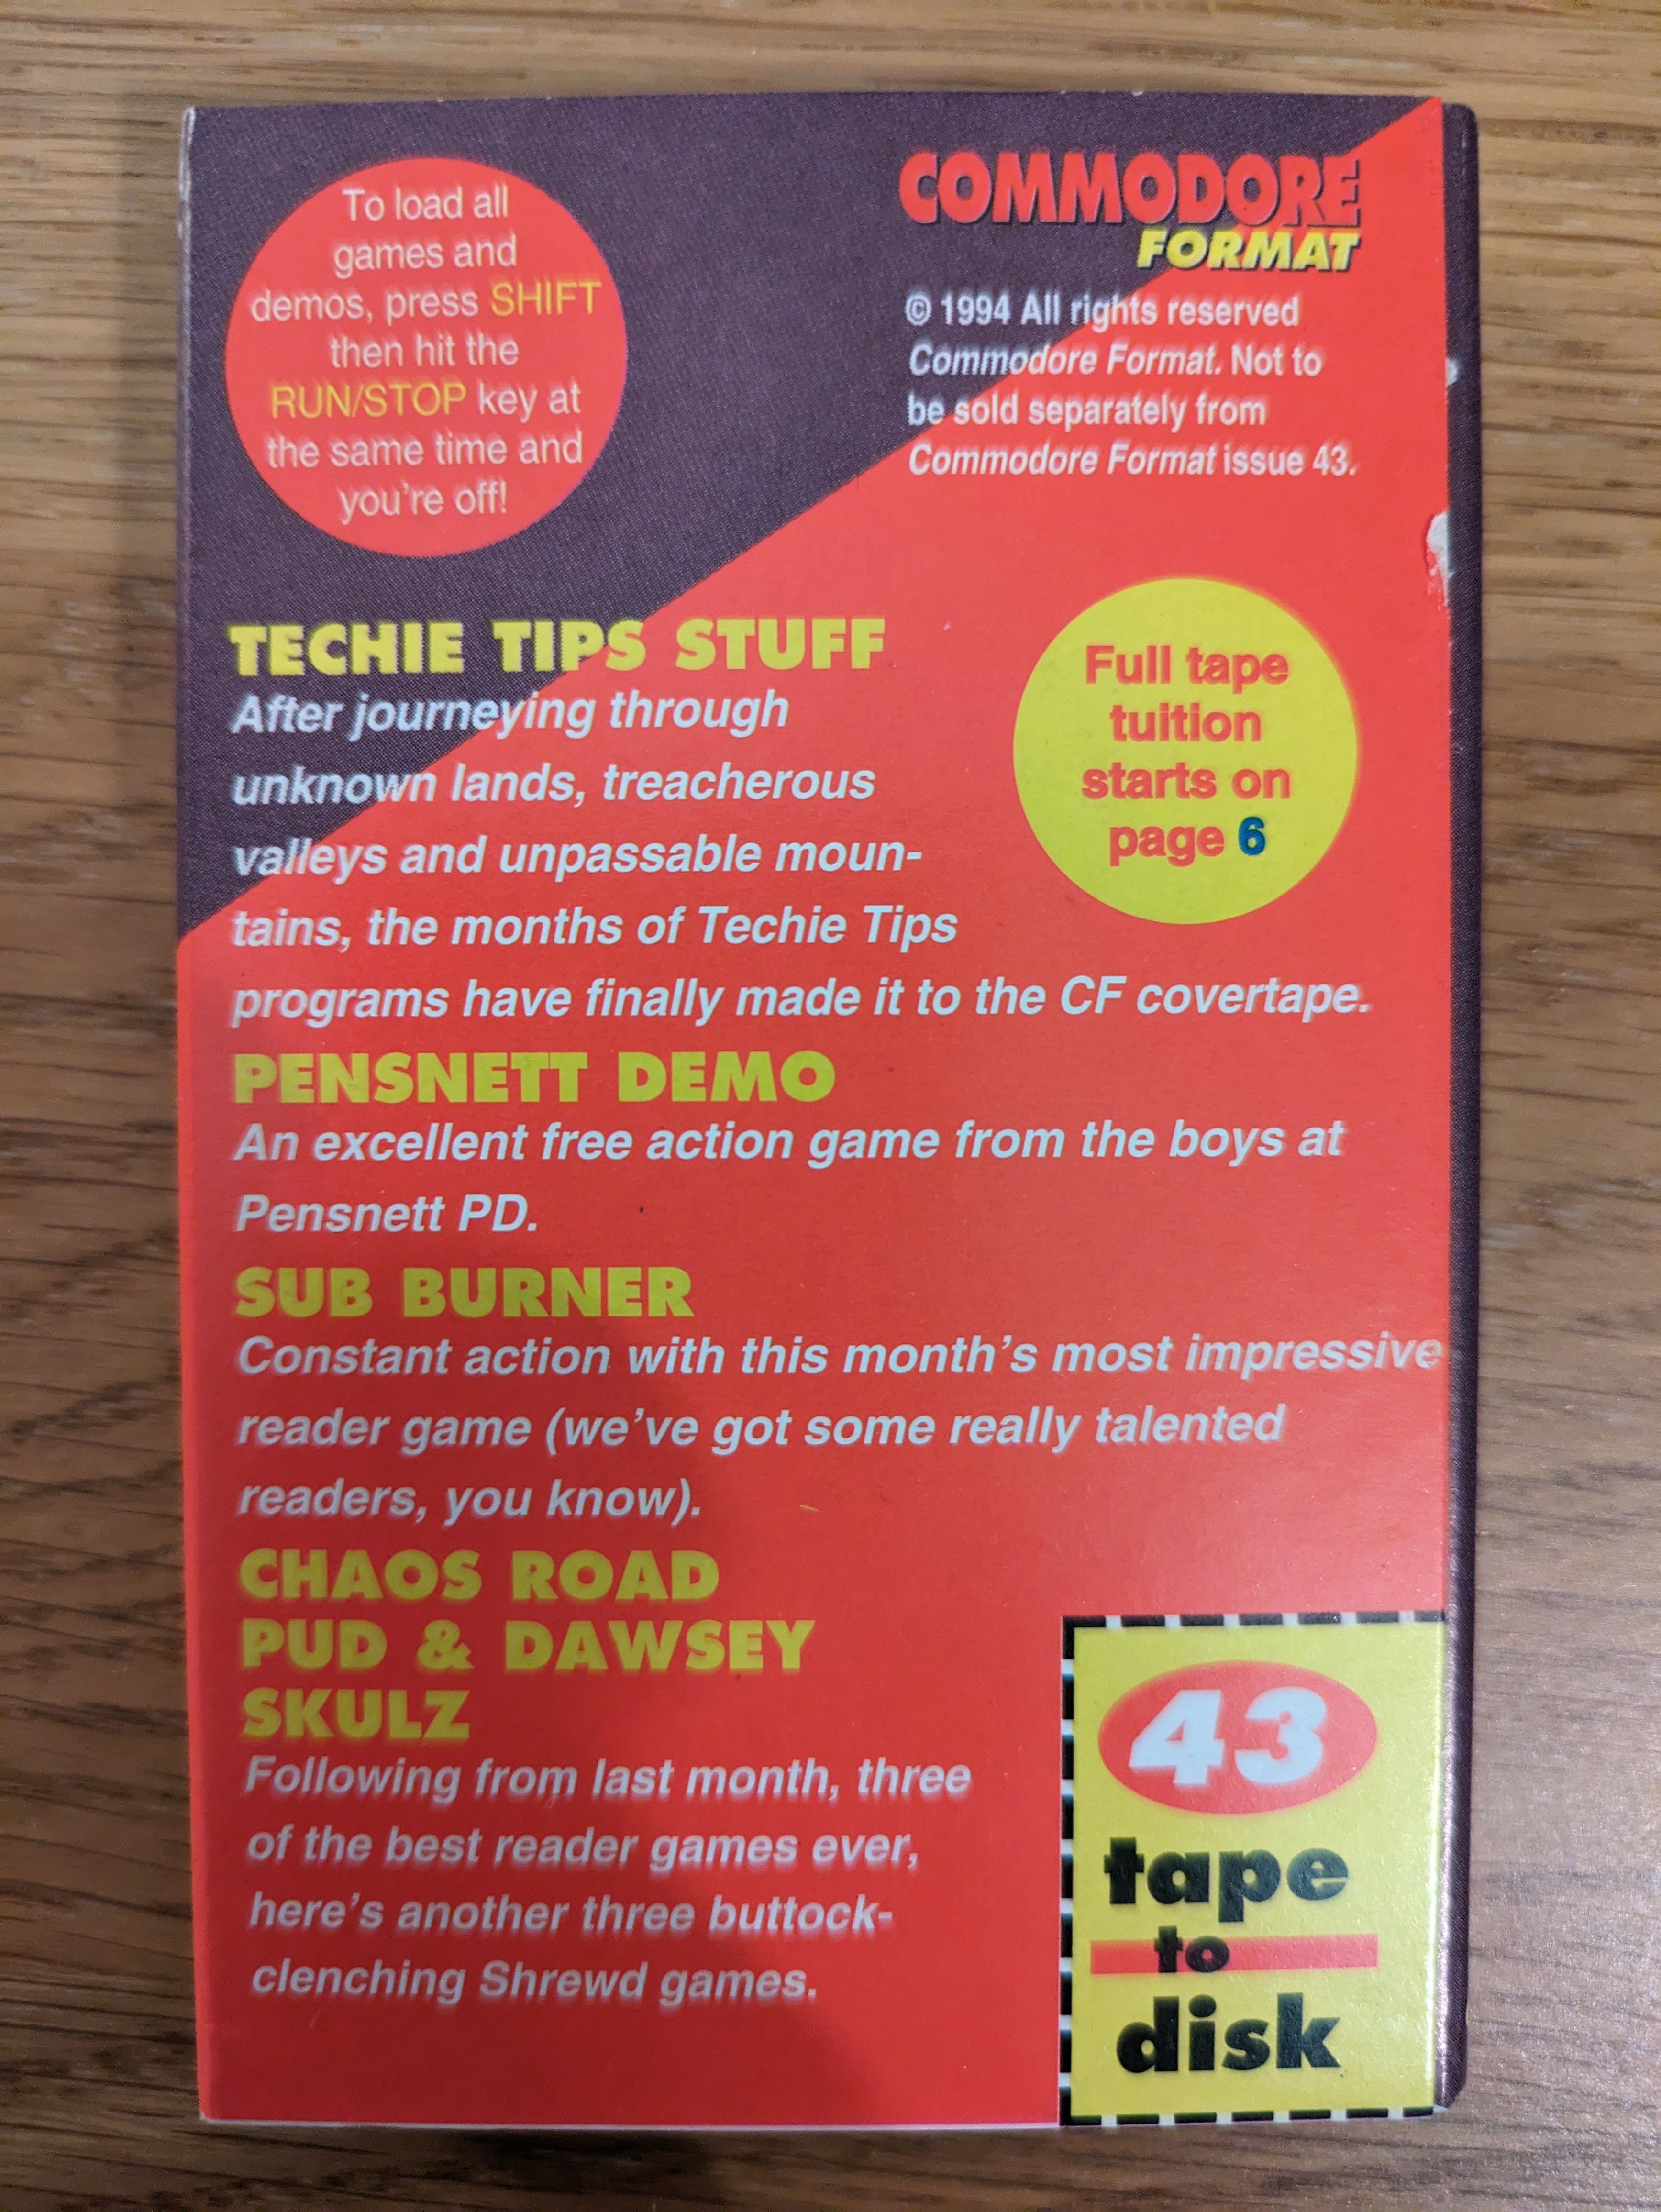 To load all
games and
demos, press SHIFT
then hit the
RUN/STOP key at
the same time and
you're off!
COMMODORE
FORMAT
© 1994 All rights reserved
Commodore Format. Not to
be sold separately from
Commodore Format issue 43.
TECHIE TIPS STUFF
After journeying through
unknown lands, treacherous
valleys and unpassable moun-
tains, the months of Techie Tips
programs have finally made it to the CF covertape.
Full tape
tuition
starts on
page 6
PENSNETT DEMO
An excellent free action game from the boys at
Pensnett PD.
SUB BURNER
Constant action with this month's most impressive
reader game (we've got some really talented
readers, you know).
CHAOS ROAD
PUD & DAWSEY
SKULZ
Following from last month, three
of the best reader games ever,
here's another three buttock-
clenching Shrewd games.
43
tape
to
disk